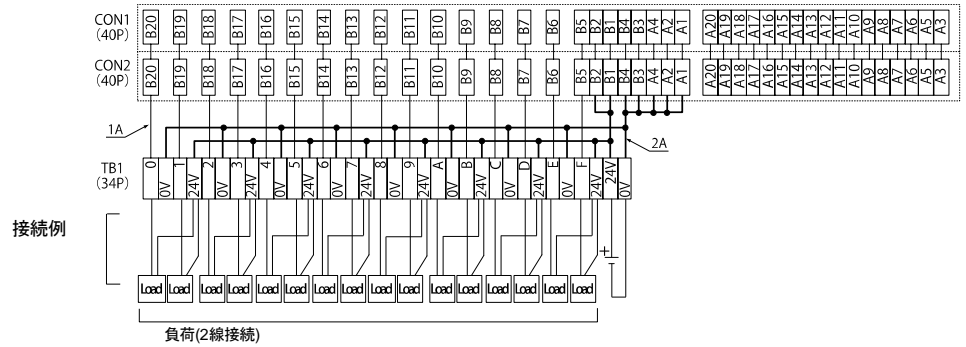 CON1 B20 B19 B18 B17 B16 B15 B14 B13 B12 B11 B10 B9 B8 B7 B6 B5 B2 B1 B4 B3 A4 A2 A1 A20 A19 A18 A17 A16 A15 A14 A13 A12 A11 A10 A9 A8 A7 A6 A5 A3
(40P)
CON2 B20 B19 B18 B17 B16 B15 B14 B13 B12 B11 B10 B9 B8 B7 B6 B5 B2 B1 B4 B3 A4 A2 A1 A20 A19 A18 A17 A16 A15 A14 A13 A12 A11 A10 A9 A8 A7 A6 A5 A3
(40P)
1A 2A
TB1 0 0V 1 24V 2 0V 3 24V 4 0V 5 24V 6 0V 7 24V 8 0V 9 24V A 0V B 24V C 0V D 24V E 0V F 24V 24V 0V
(34P)
接続例
+
Load Load Load Load Load Load Load Load Load Load Load Load Load Load Load Load
負荷(2線接続)